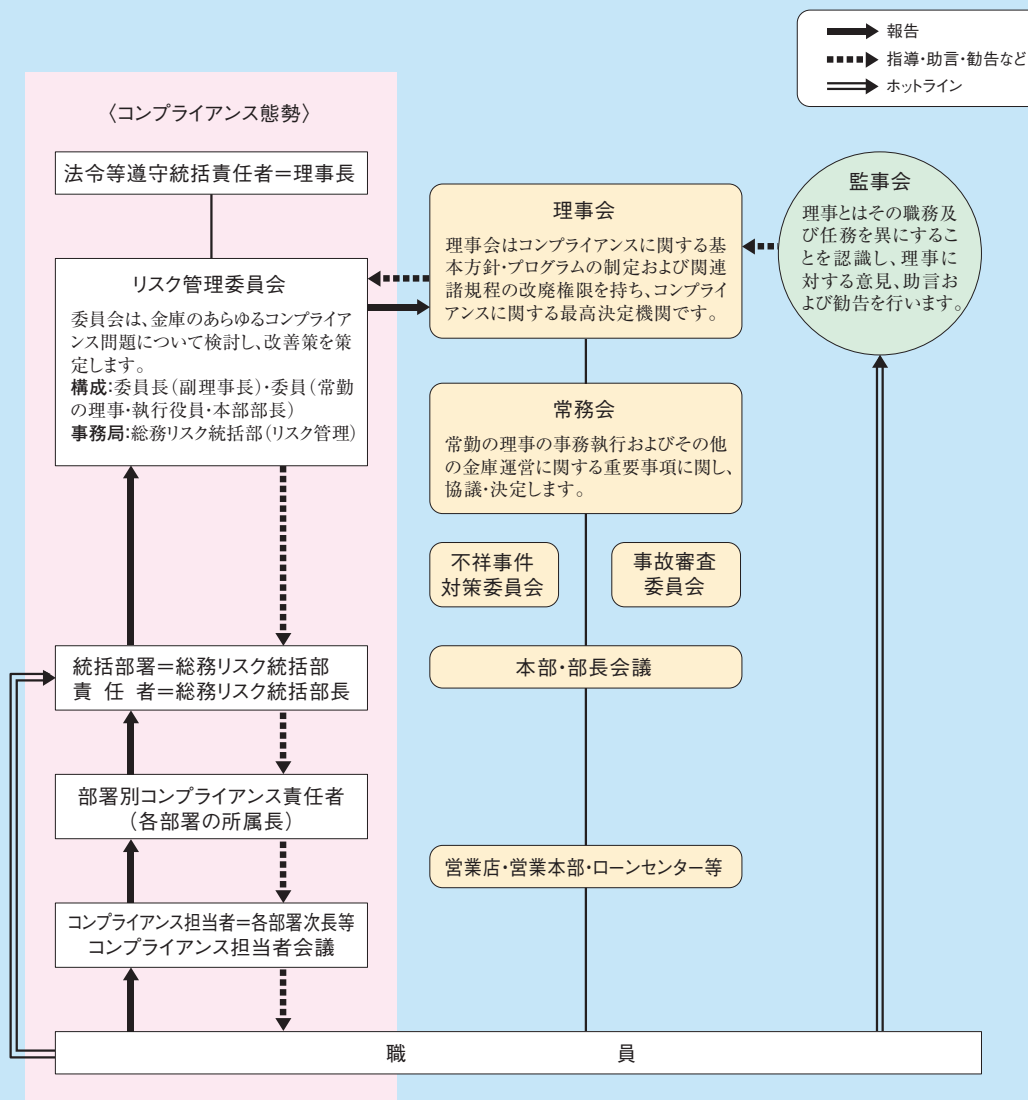 報告
指導・助言・勧告など
ホットライン
〈コンプライアンス態勢〉
法令等遵守統括責任者＝理事長
リスク管理委員会
委員会は、金庫のあらゆるコンプライア
ンス問題について検討し、改善策を策
定します。
構成:委員長(副理事長)・委員(常勤
の理事・執行役員・本部部長)
事務局:総務リスク統括部(リスク管理)
統括部署＝総務リスク統括部
責 任 者＝総務リスク統括部長
部署別コンプライアンス責任者
(各部署の所属長)
コンプライアンス担当者＝各部署次長等
コンプライアンス担当者会議
理事会
理事会はコンプライアンスに関する基
本方針・プログラムの制定および関連
諸規程の改廃権限を持ち、コンプライ
アンスに関する最高決定機関です。
常務会
常勤の理事の事務執行およびその他
の金庫運営に関する重要事項に関し、
協議・決定します。
不祥事件
対策委員会
事故審査
委員会
本部・部長会議
営業店・営業本部・ローンセンター等
監事会
理事とはその職務及
び任務を異にするこ
とを認識し、理事に
対する意見、助言お
よび勧告を行います。
職 員